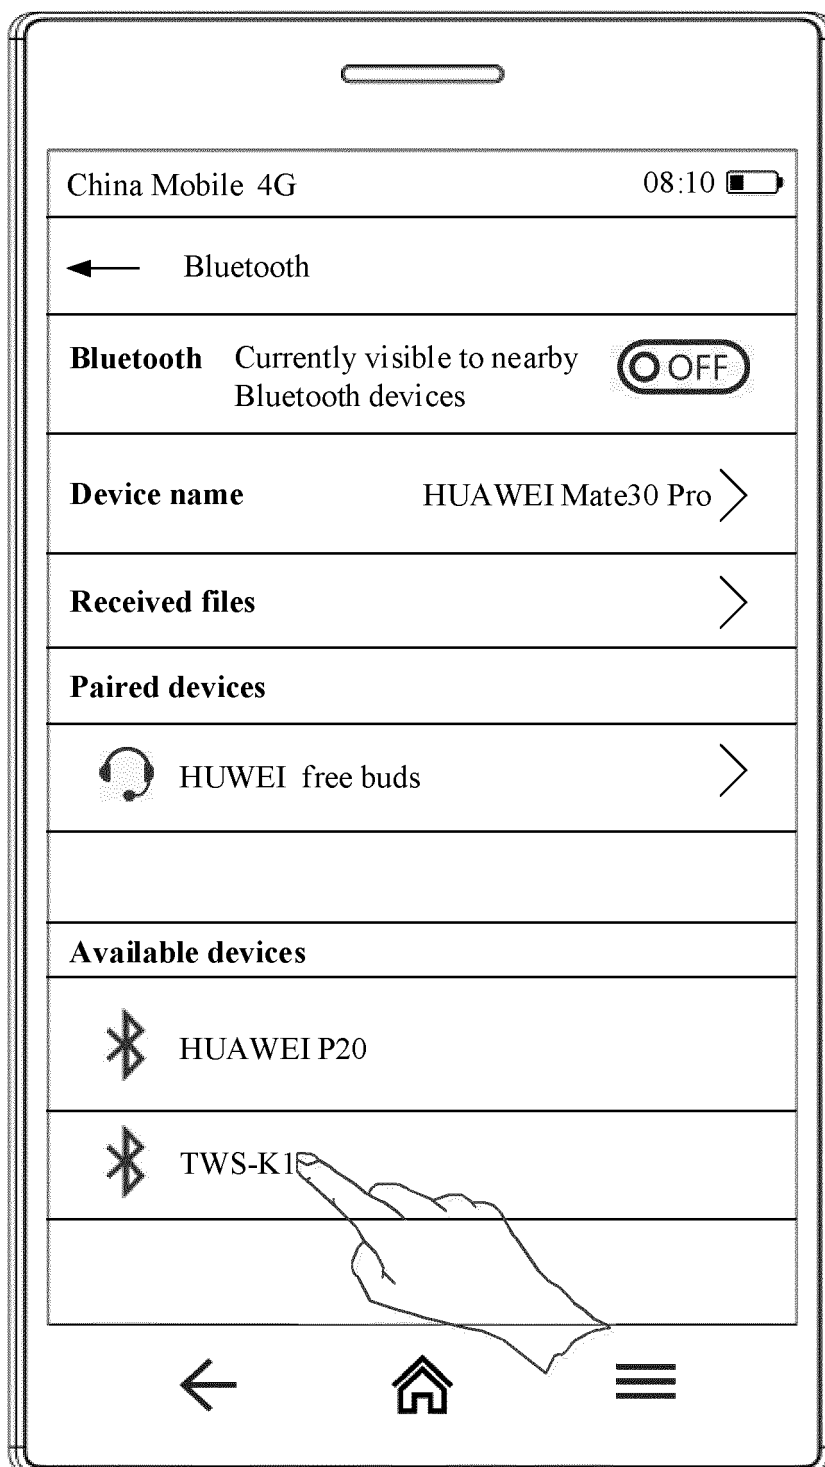 China Mobile 4G 08:10
Bluetooth
Bluetooth Currently visible to nearby OFF
Bluetooth devices
Device name HUAWEI Mate30 Pro
Received files
Paired devices
HUWEI free buds
Available devices
HUAWEI P20
TWS-K1